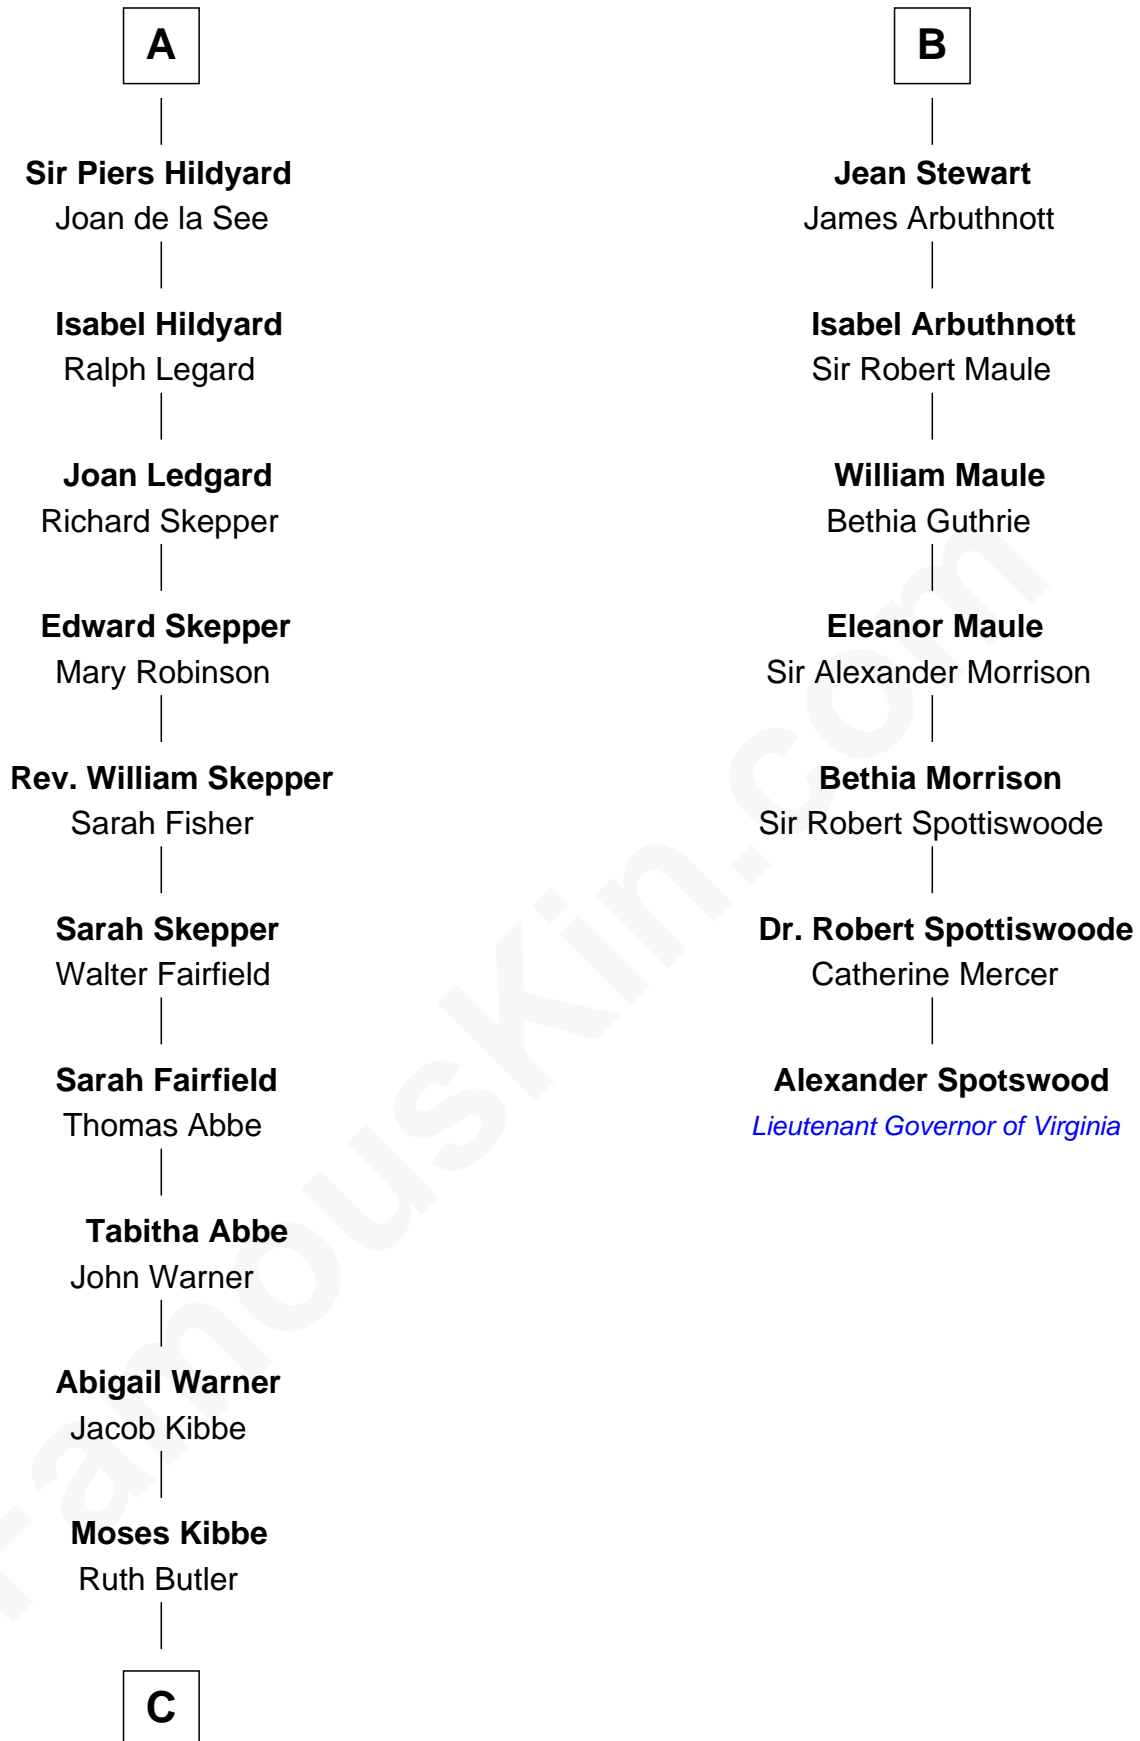 A
Sir Piers Hildyard
Joan de la See
Isabel Hildyard
Ralph Legard
Joan Ledgard
Richard Skepper
Edward Skepper
Mary Robinson
Rev. William Skepper
Sarah Fisher
Sarah Skepper
Walter Fairfield
Sarah Fairfield
Thomas Abbe
Tabitha Abbe
John Warner
Abigail Warner
Jacob Kibbe
Moses Kibbe
Ruth Butler
C
B
Jean Stewart
James Arbuthnott
Isabel Arbuthnott
Sir Robert Maule
William Maule
Bethia Guthrie
Eleanor Maule
Sir Alexander Morrison
Bethia Morrison
Sir Robert Spottiswoode
Dr. Robert Spottiswoode
Catherine Mercer
Alexander Spotswood
Lieutenant Governor of Virginia
FamousKin.com